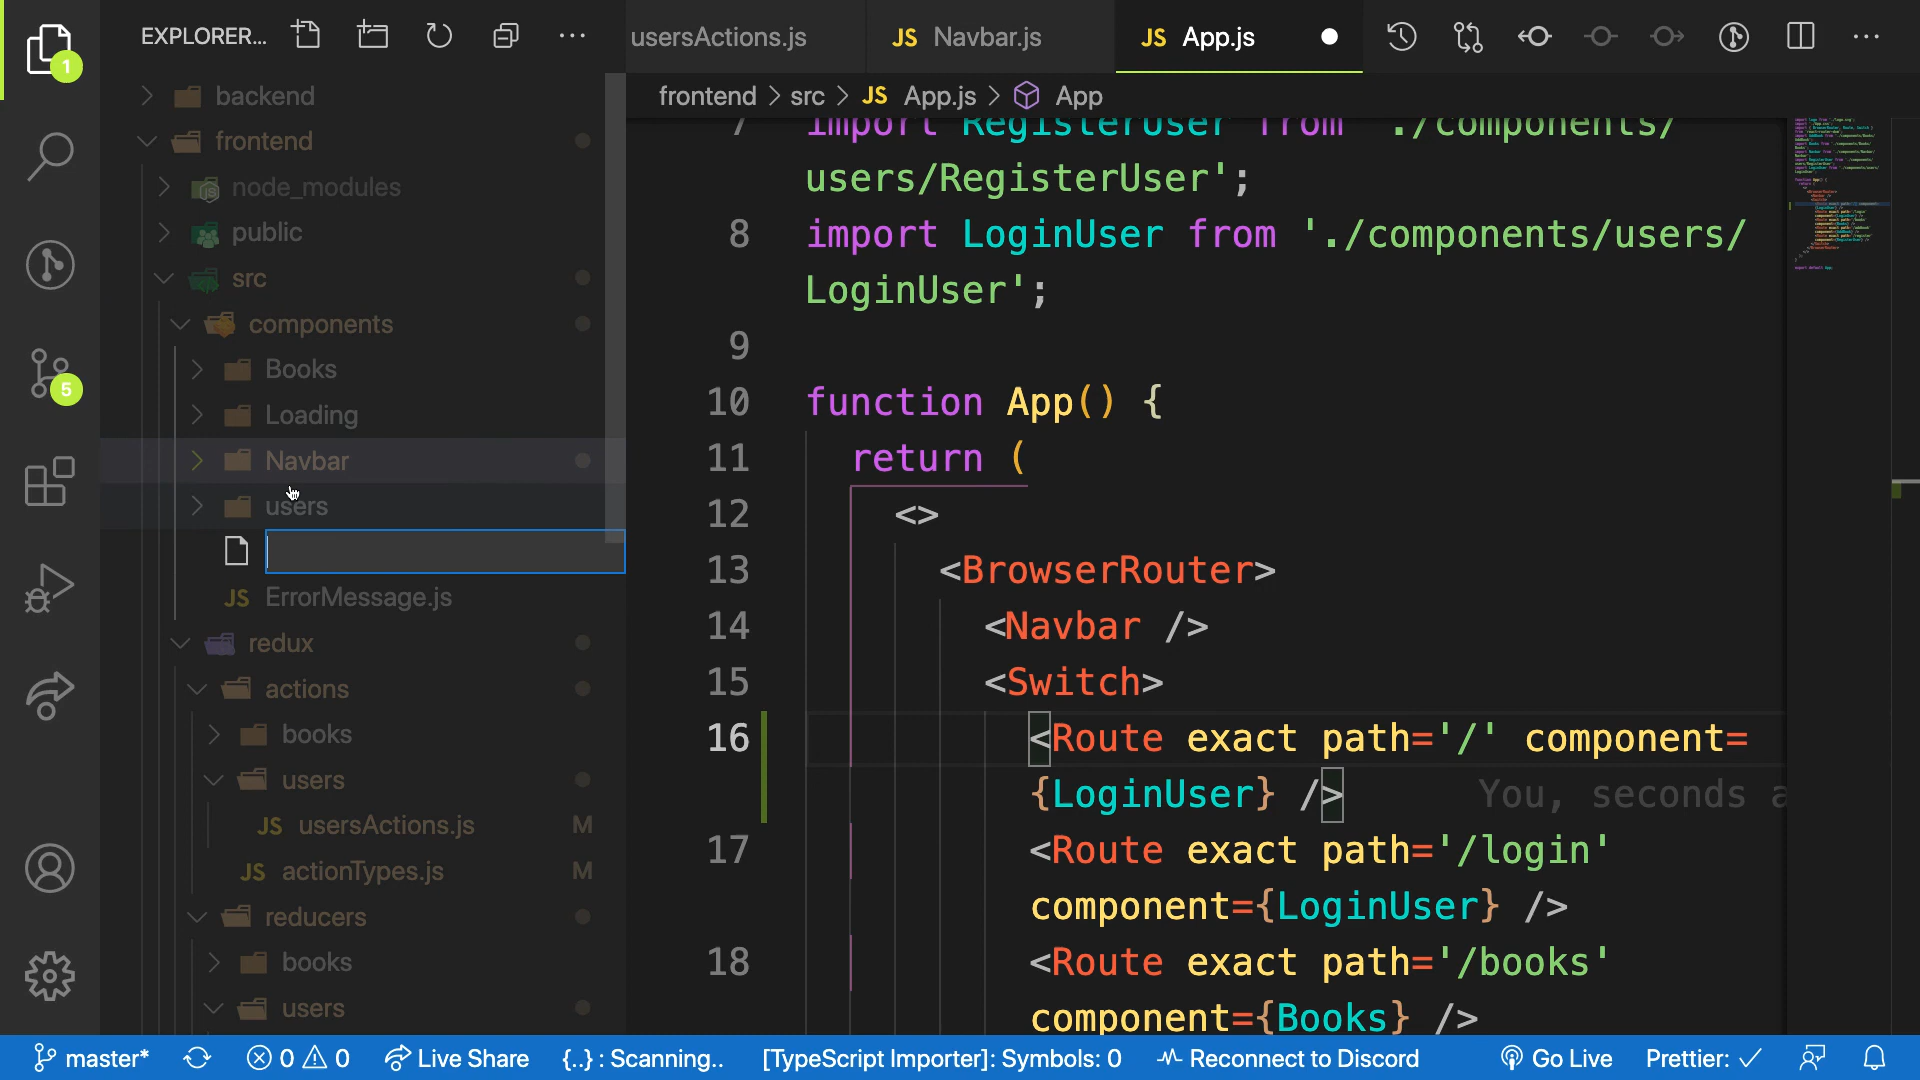 EXPLORER...
usersActions.js
JS Navbar.js
JS App.js
1
frontend > src > JS App.js > App
backend
frontend
node_modules
public
src
components
Books
Loading
Navbar
users
JS ErrorMessage.js
redux
actions
books
users
JS usersActions.js M
JS actionTypes.js M
reducers
books
users
5
7 import RegisterUser from './components/
users/RegisterUser';
8 import LoginUser from './components/users/
LoginUser';
9
10 function App() {
11 return (
12 <>
13 <BrowserRouter>
14 <Navbar />
15 <Switch>
16 <Route exact path='/' component=
{LoginUser} /> You, seconds a
17 <Route exact path='/login'
component={LoginUser} />
18 <Route exact path='/books'
component={Books} />
master* 0 0 Live Share {..} : Scanning.. [TypeScript Importer]: Symbols: 0 Reconnect to Discord Go Live Prettier: ✓